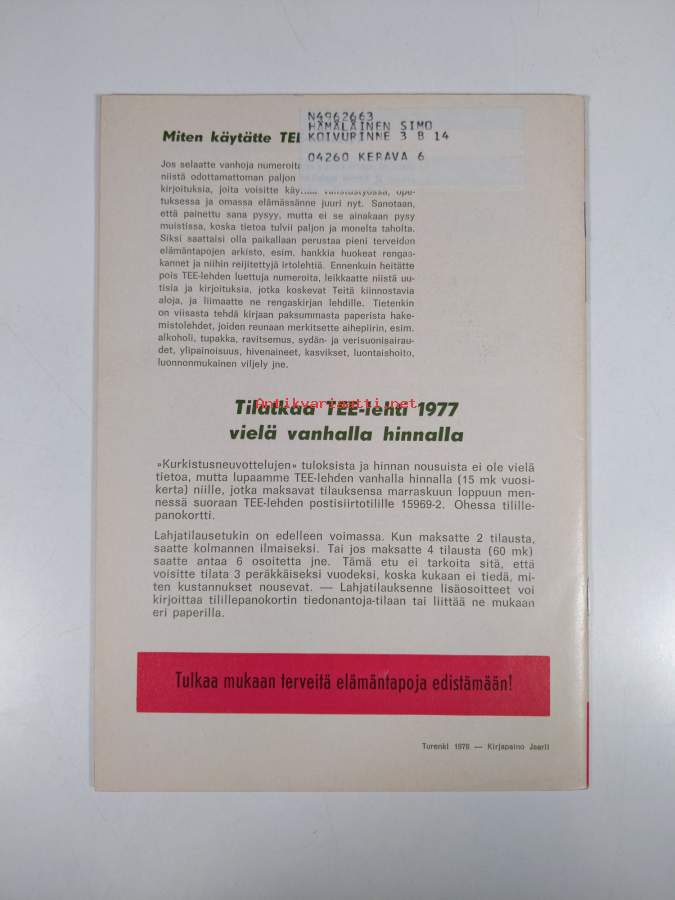 N4962663
HÄMÄLÄINEN SIMO
KOIVURINNE 3 B 14
04260 KERAVA 6
Miten käytätte
Jos selaatte vanhoja numeroita
niistä odottamattoman paljon
kirjoituksia, joita voisitte valistustyössä, ope-
tuksessa ja omassa elämässänne juuri nyt. Sanotaan,
että painettu sana pysyy, mutta ei se ainakaan pysy
muistissa, koska tietoa tulvii paljon ja monelta taholta.
Siksi saattaisi olla paikallaan perustaa pieni terveiden
elämäntapojen arkisto, esim. hankkia huokeat rengas-
kannet ja niihin reijitettyjä irtolehtiä. Ennenkuin heitätte
pois TEE-lehden luettuja numeroita, leikkaatte niistä uu-
tisia ja kirjoituksia, jotka koskevat Teitä kiinnostavia
aloja, ja liimaatte ne rengaskirjan lehdille. Tietenkin
on viisasta tehdä kirjaan paksummasta paperista hake-
mistolehdet, joiden reunaan merkitsette aihepiirin, esim.
alkoholi, tupakka, ravitsemus, sydän- ja verisuonisairau-
det, ylipainoisuus, hivenaineet, kasvikset, luontaishoito,
luonnonmukainen viljely jne.
Tilatkaa TEE-lehti 1977
Antikvariaatti.net
vielä vanhalla hinnalla
»Kurkistusneuvottelujen» tuloksista ja hinnan nousuista ei ole vielä
tietoa, mutta lupaamme TEE-lehden vanhalla hinnalla (15 mk vuosi-
kerta) niille, jotka maksavat tilauksensa marraskuun loppuun men-
nessä suoraan TEE-lehden postisiirtotilille 15969-2. Ohessa tilille-
panokortti.
Lahjatilausetukin on edelleen voimassa. Kun maksatte 2 tilausta,
saatte kolmannen ilmaiseksi. Tai jos maksatte 4 tilausta (60 mk)
saatte antaa 6 osoitetta jne. Tämä etu ei tarkoita sitä, että
voisitte tilata 3 peräkkäiseksi vuodeksi, koska kukaan ei tiedä, mi-
ten kustannukset nousevat. — Lahjatilauksenne lisäosoitteet voi
kirjoittaa tilillepanokortin tiedonantoja-tilaan tai liittää ne mukaan
eri paperilla.
Tulkaa mukaan terveitä elämäntapoja edistämään!
Turenki 1976 — Kirjapaino Jaarli